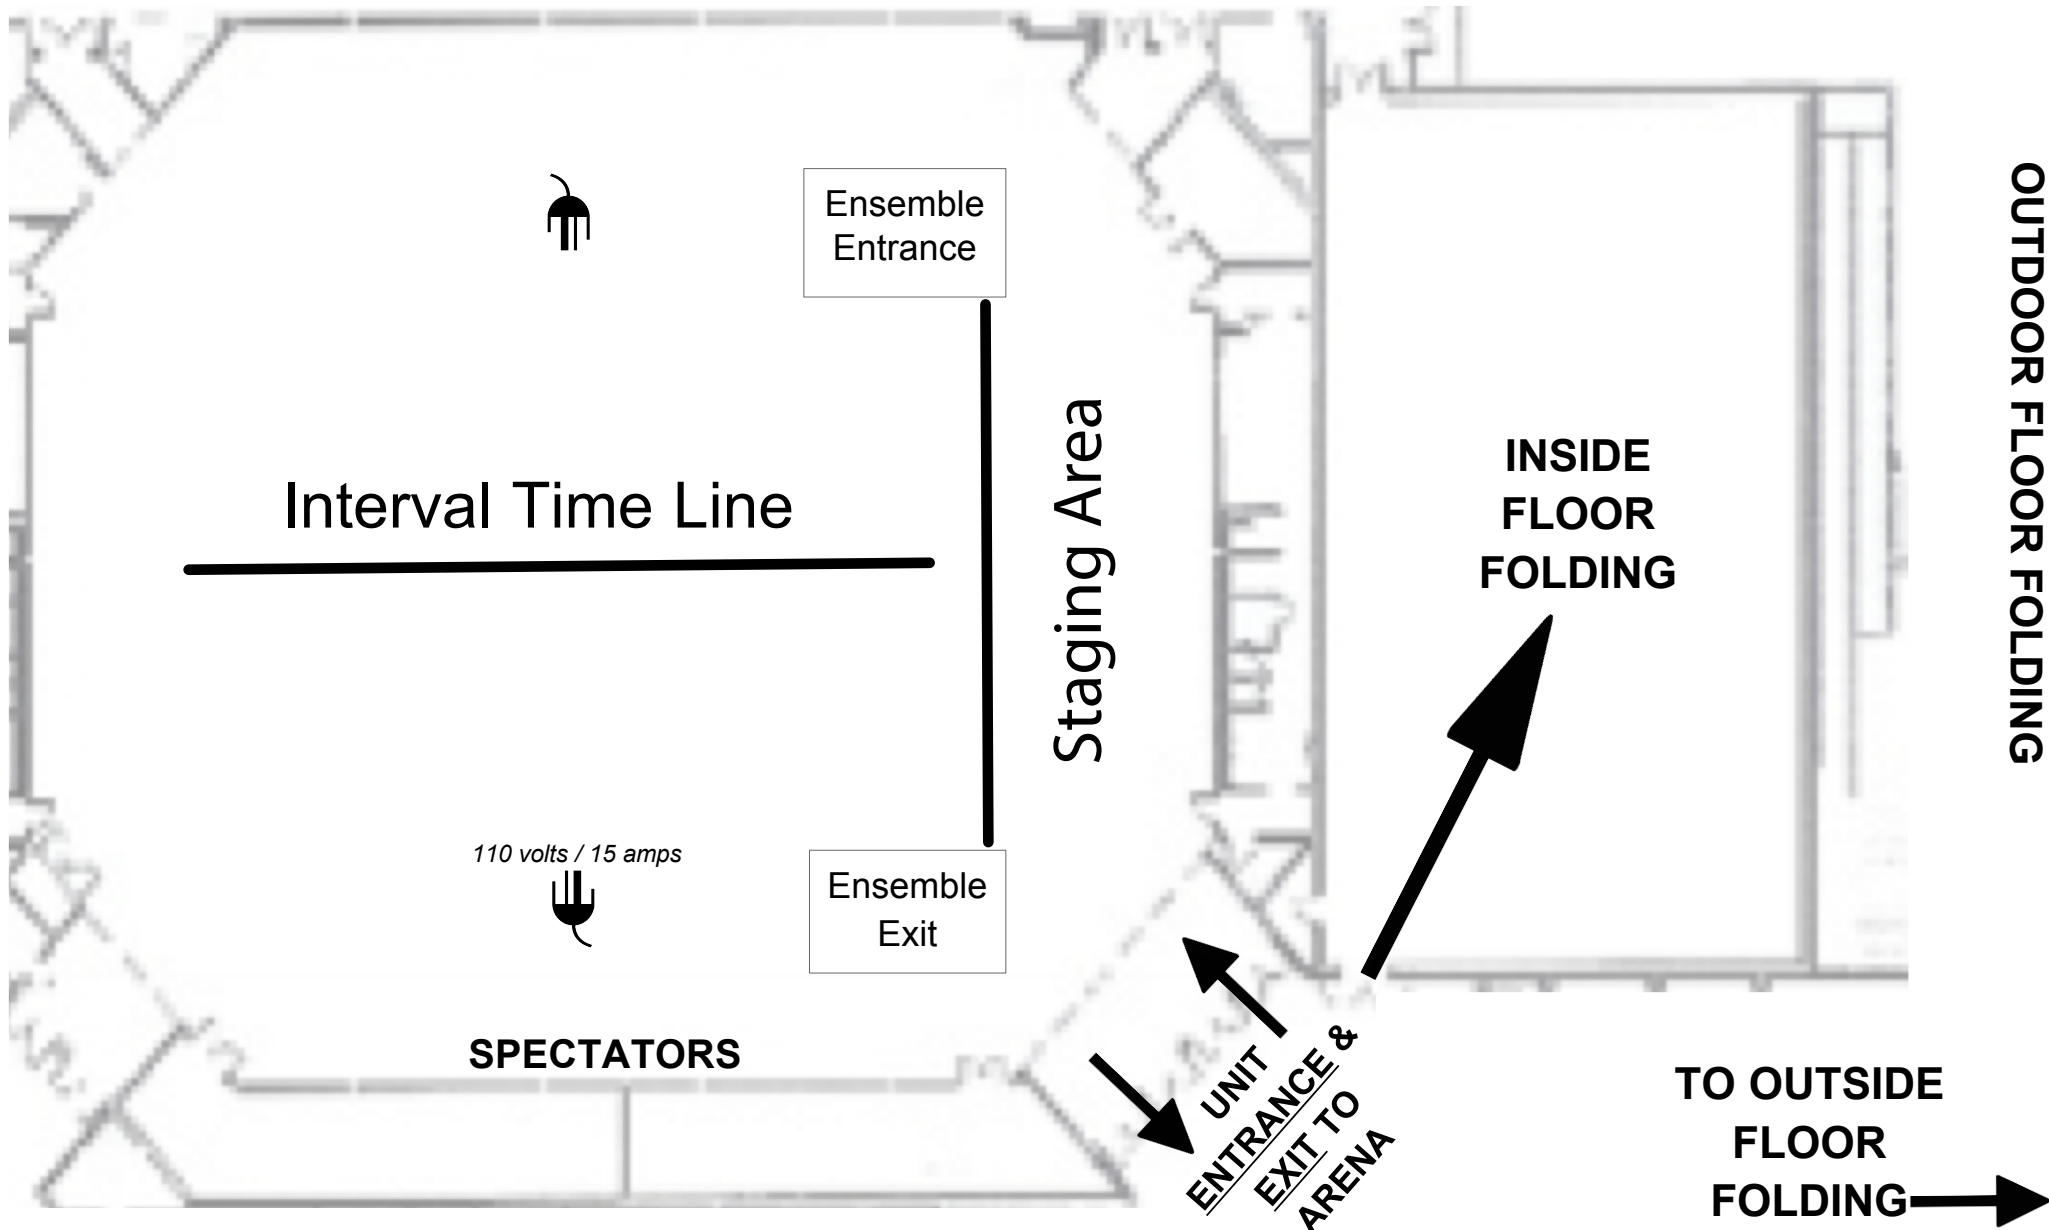 Ensemble
Entrance
OUTDOOR FLOOR FOLDING
Interval Time Line
Staging Area
INSIDE
FLOOR
FOLDING
110 volts / 15 amps
Ensemble
Exit
SPECTATORS
UNIT
ENTRANCE &
EXIT TO
ARENA
TO OUTSIDE
FLOOR
FOLDING